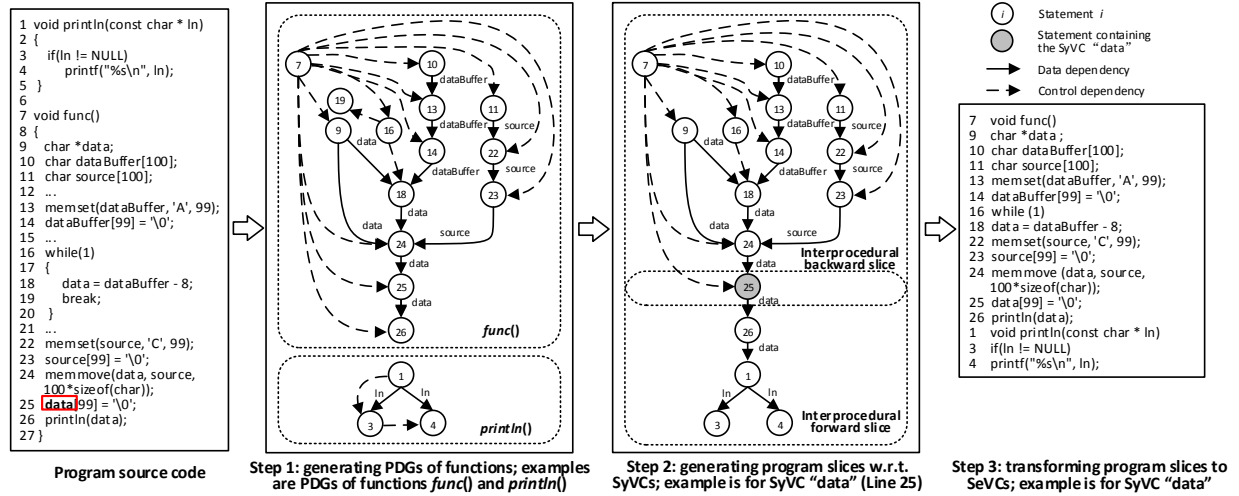 1 void println(const char * ln)
2 {
3 if(ln != NULL)
4 printf("%s\n", ln);
5 }
6
7 void func()
8 {
9 char *data;
10 char dataBuffer[100];
11 char source[100];
12 ...
13 memset(dataBuffer, 'A', 99);
14 dataBuffer[99] = '\0';
15 ...
16 while(1)
17 {
18 data = dataBuffer - 8;
19 break;
20 }
21 ...
22 memset(source, 'C', 99);
23 source[99] = '\0';
24 memmove(data, source,
100*sizeof(char));
25 data[99] = '\0';
26 println(data);
27 }
Program source code
7
10
dataBuffer
19
13
11
9
16
data
dataBuffer
source
14
22
dataBuffer
source
18
23
data
data
source
24
data
25
data
26
func()
1
ln
ln
3
4
println()
Step 1: generating PDGs of functions; examples
are PDGs of functions func() and println()
7
10
dataBuffer
13
11
9
16
data
dataBuffer
source
14
22
dataBuffer
source
18
23
data
data
source
24
Interprocedural
backward slice
data
25
data
26
data
1
ln
ln
3
4
Interprocedural
forward slice
Step 2: generating program slices w.r.t.
SyVCs; example is for SyVC “data” (Line 25)
i
Statement i
Statement containing
the SyVC “data”
Data dependency
Control dependency
7 void func()
9 char *data ;
10 char dataBuffer[100];
11 char source[100];
13 memset(dataBuffer, 'A', 99);
14 dataBuffer[99] = '\0';
16 while (1)
18 data = dataBuffer - 8;
22 memset(source, 'C', 99);
23 source[99] = '\0';
24 memmove (data, source,
100*sizeof(char));
25 data[99] = '\0';
26 println(data);
1 void println(const char * ln)
3 if(ln != NULL)
4 printf("%s\n", ln);
Step 3: transforming program slices to
SeVCs; example is for SyVC “data”